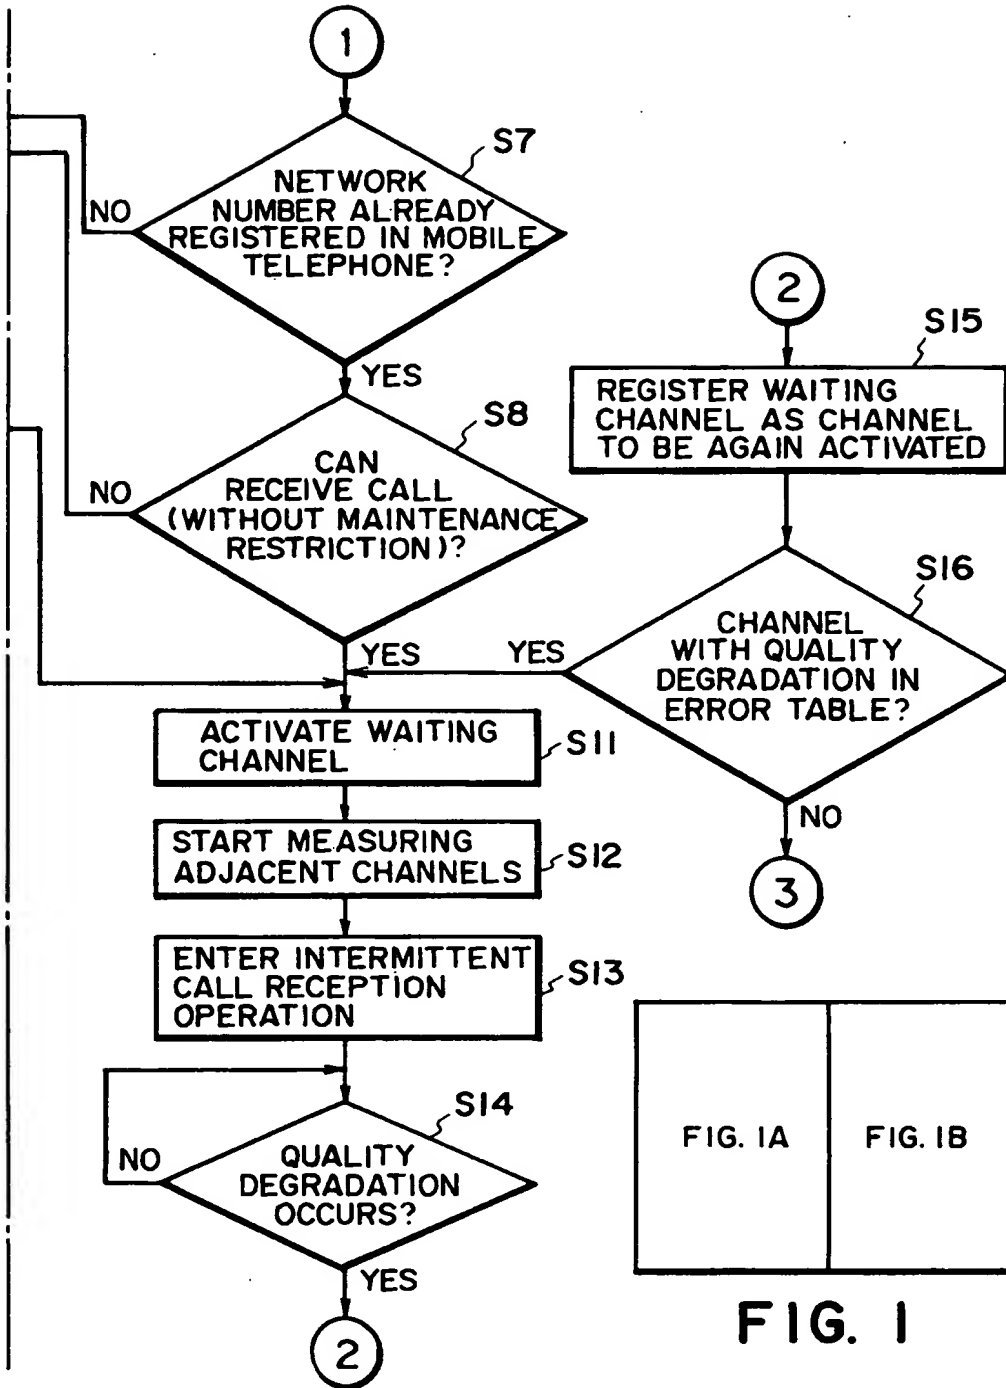 1
S7
NETWORK
NUMBER ALREADY
REGISTERED IN MOBILE
TELEPHONE?
NO
YES
S8
CAN
RECEIVE CALL
(WITHOUT MAINTENANCE
RESTRICTION)?
NO
YES
ACTIVATE WAITING
CHANNEL
S11
START MEASURING
ADJACENT CHANNELS
S12
ENTER INTERMITTENT
CALL RECEPTION
OPERATION
S13
S14
QUALITY
DEGRADATION
OCCURS?
NO
YES
2
2
S15
REGISTER WAITING
CHANNEL AS CHANNEL
TO BE AGAIN ACTIVATED
S16
CHANNEL
WITH QUALITY
DEGRADATION IN
ERROR TABLE?
YES
NO
3
FIG. 1A
FIG. 1B
FIG. 1